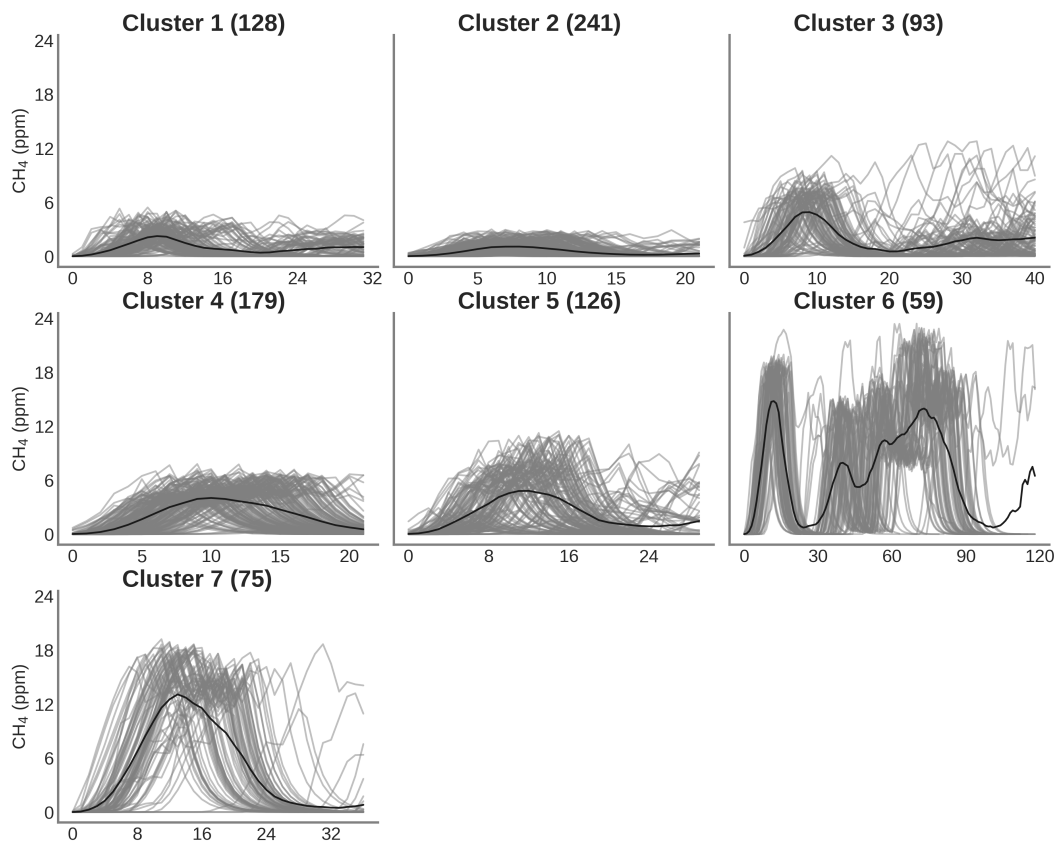 Cluster 1 (128)
Cluster 2 (241)
Cluster 3 (93)
24
18
12
6
0
CH₄ (ppm)
0 8 16 24 32
0 5 10 15 20
0 10 20 30 40
Cluster 4 (179)
Cluster 5 (126)
Cluster 6 (59)
24
18
12
6
0
CH₄ (ppm)
0 5 10 15 20
0 8 16 24
0 30 60 90 120
Cluster 7 (75)
24
18
12
6
0
CH₄ (ppm)
0 8 16 24 32